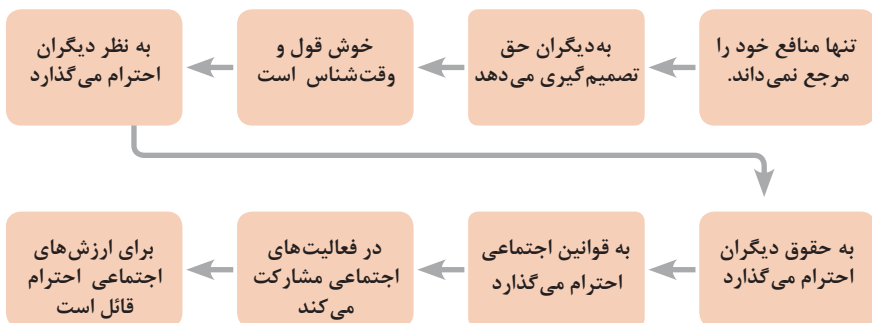 تنها منافع خود را
مرجع نمی‌داند.
به‌دیگران حق
تصمیم‌گیری می‌دهد
خوش قول و
وقت‌شناس است
به نظر دیگران
احترام می‌گذارد
به حقوق دیگران
احترام می‌گذارد
به قوانین اجتماعی
احترام می‌گذارد
در فعالیت‌های
اجتماعی مشارکت
می‌کند
برای ارزش‌های
اجتماعی احترام
قائل است